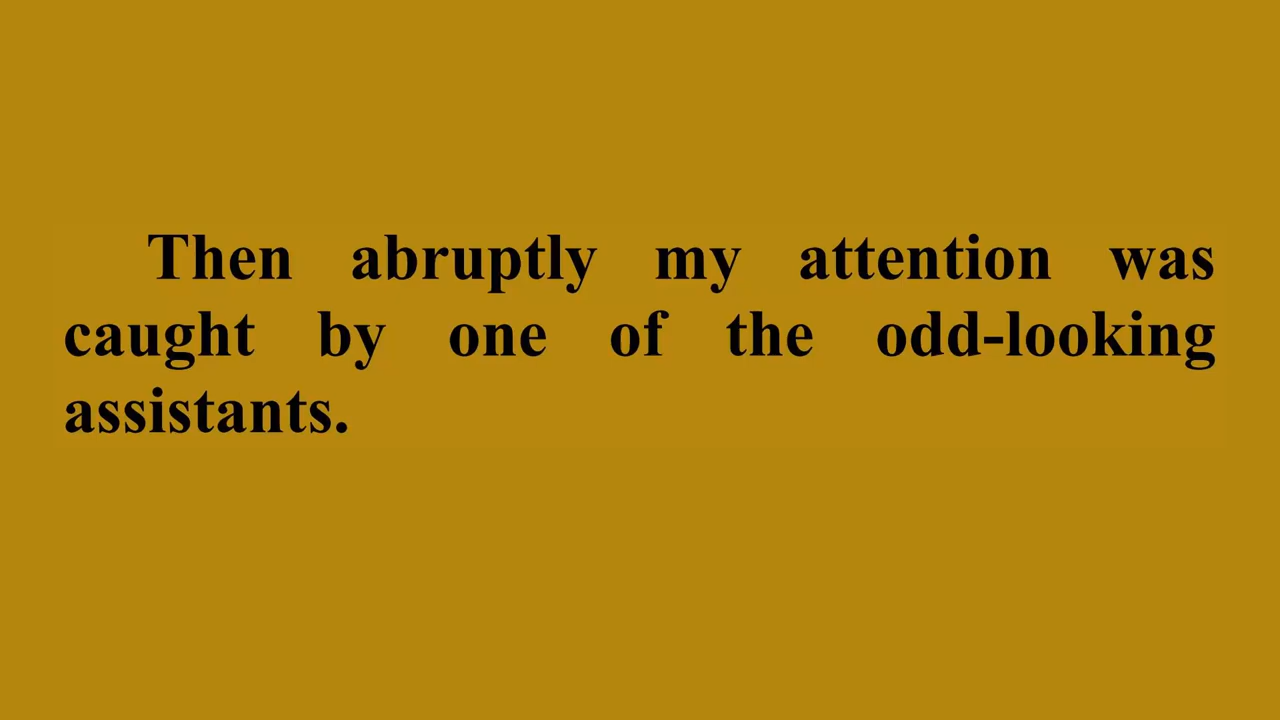 Then abruptly my attention was
caught by one of the odd-looking
assistants.